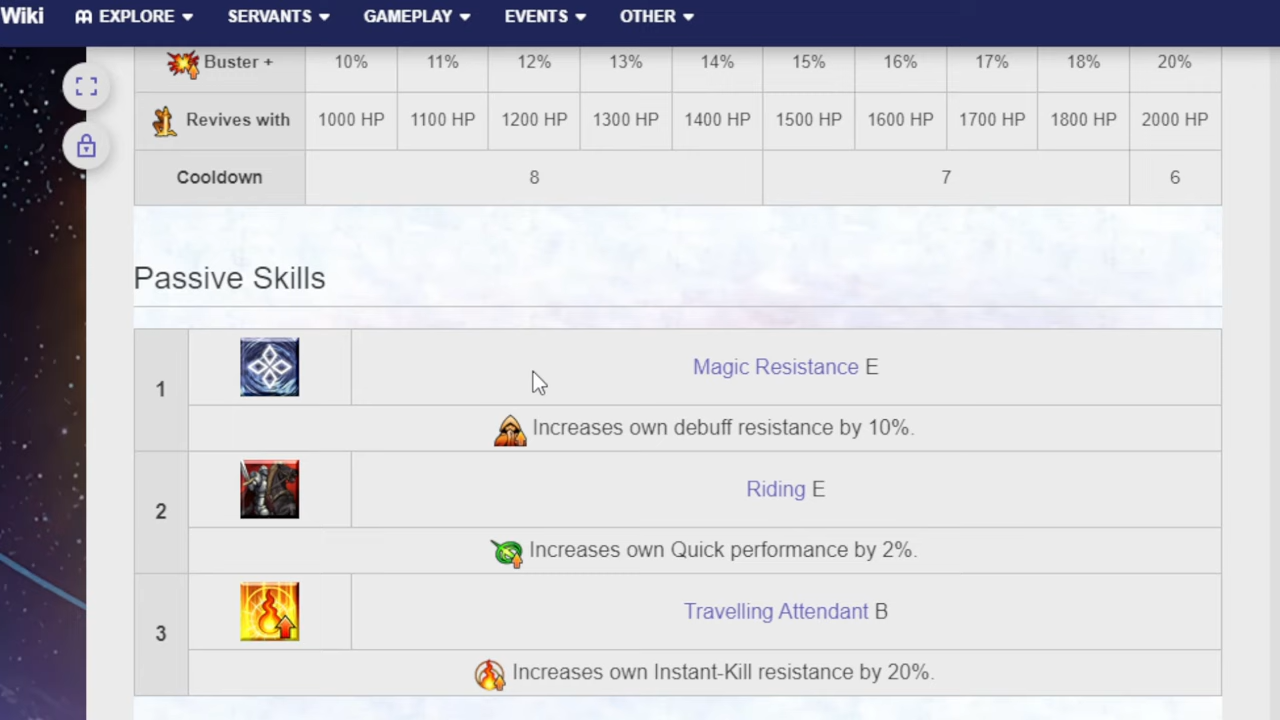 Wiki EXPLORE SERVANTS GAMEPLAY EVENTS OTHER
Buster + 10% 11% 12% 13% 14% 15% 16% 17% 18% 20%
Revives with 1000 HP 1100 HP 1200 HP 1300 HP 1400 HP 1500 HP 1600 HP 1700 HP 1800 HP 2000 HP
Cooldown 8 7 6
Passive Skills
1 Magic Resistance E
Increases own debuff resistance by 10%.
2 Riding E
Increases own Quick performance by 2%.
3 Travelling Attendant B
Increases own Instant-Kill resistance by 20%.